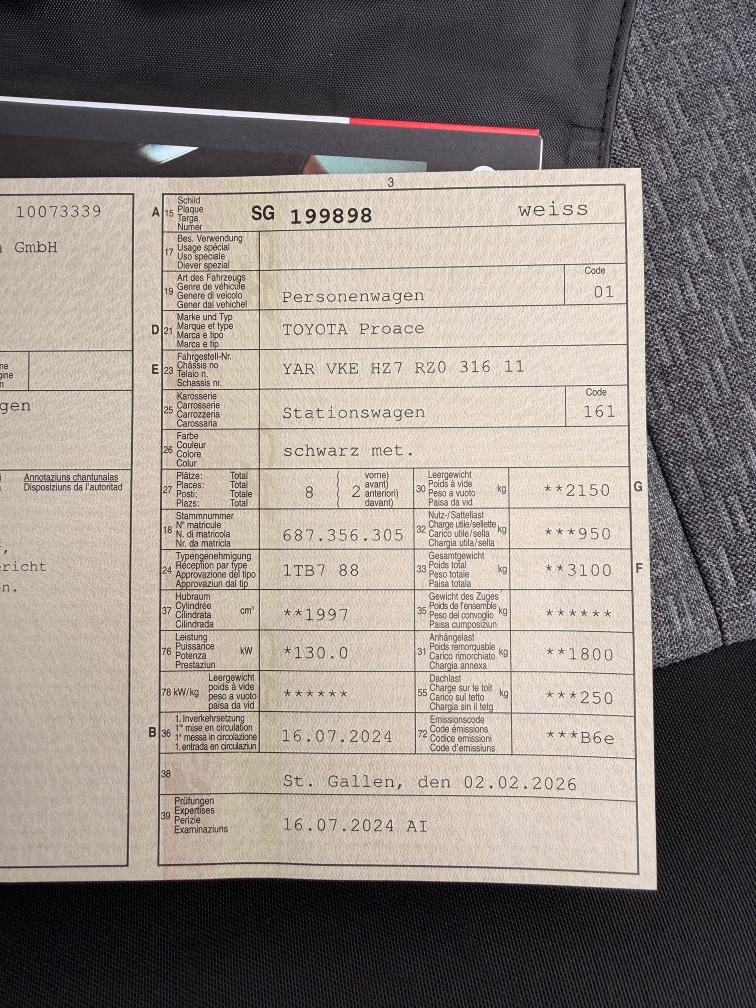 3
10073339
GmbH
gen
Annotaziuns chantunalas
Disposiziuns da l'autoritad
ericht
n.
A 15 Schild
Plaque
Targa
Numer
SG 199898 weiss
17 Bes. Verwendung
Usage spécial
Uso speciale
Diever spezial
19 Art des Fahrzeugs
Genre de véhicule
Genere di veicolo
Gener dal vehichel
Personenwagen
Code
01
D 21 Marke und Typ
Marque et type
Marca e tipo
Marca e tip
TOYOTA Proace
E 23 Fahrgestell-Nr.
Châssis no
Telaio n.
Schassis nr.
YAR VKE HZ7 RZ0 316 11
25 Karosserie
Carrosserie
Carrozzeria
Carossaria
Stationswagen
Code
161
26 Farbe
Couleur
Colore
Colur
schwarz met.
27 Plätze: Total
Places: Total
Posti: Totale
Plazs: Total
8 ( 2 vorne)
avant)
anteriori)
davant)
30 Leergewicht
Poids à vide
Peso a vuoto
Paisa da vid
kg
**2150
G
18 Stammnummer
N° matricule
N. di matricola
Nr. da matricla
687.356.305
32 Nutz-/Sattellast
Charge utile/sellette
Carico utile/sella
Chargia utila/sella
kg
***950
24 Typengenehmigung
Réception par type
Approvazione del tipo
Approvaziun dal tip
1TB7 88
33 Gesamtgewicht
Poids total
Peso totale
Paisa totala
kg
**3100
F
37 Hubraum
Cylindrée
Cilindrata
Cilindrada
cm³
**1997
35 Gewicht des Zuges
Poids de l'ensemble
Peso del convoglio
Paisa cumposiziun
kg
******
76 Leistung
Puissance
Potenza
Prestaziun
kW
*130.0
31 Anhängelast
Poids remorquable
Carico rimorchiato
Chargia annexa
kg
**1800
78 kW/kg Leergewicht
poids à vide
peso a vuoto
paisa da vid
******
55 Dachlast
Charge sur le toit
Carico sul tetto
Chargia sin il tetg
kg
***250
B 36 1. Inverkehrsetzung
1re mise en circulation
1a messa in circolazione
1. entrada en circulaziun
16.07.2024
72 Emissionscode
Code émissions
Codice emissioni
Code d'emissiuns
***B6e
38
St. Gallen, den 02.02.2026
39 Prüfungen
Expertises
Perizie
Examinaziuns
16.07.2024 AI